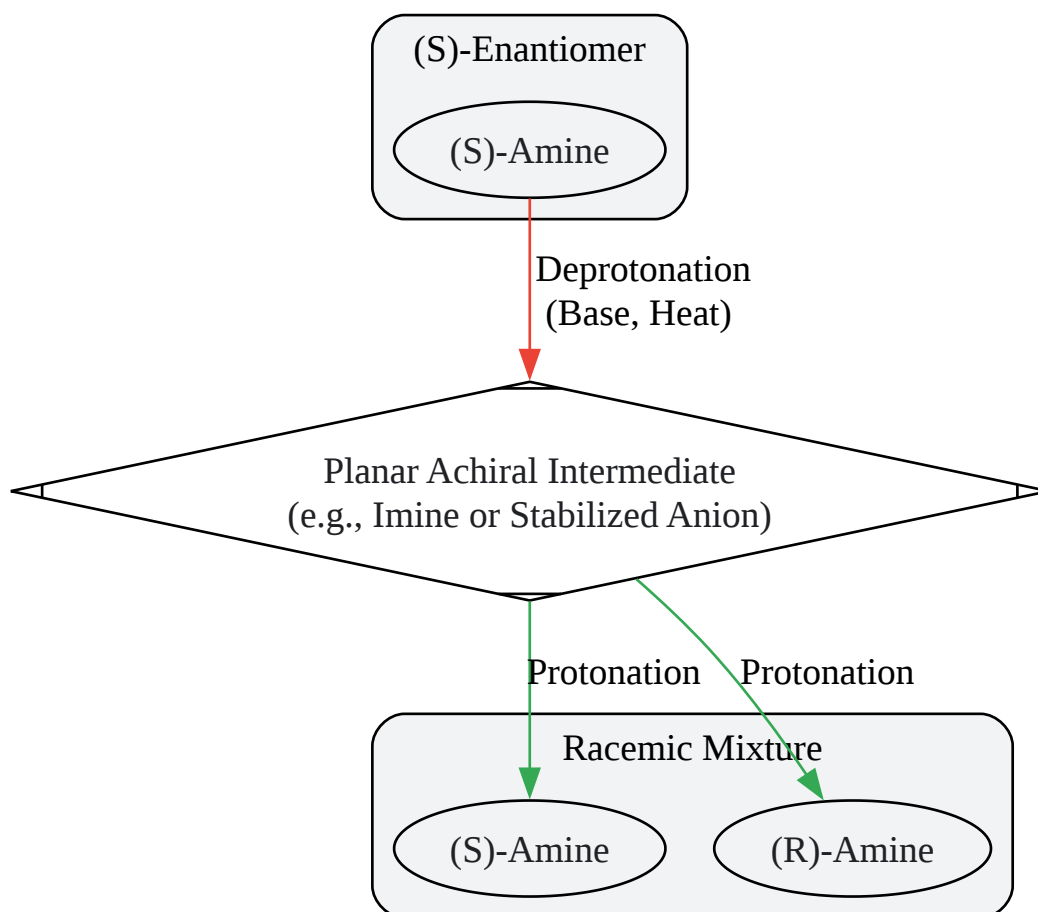 (S)-Enantiomer
(S)-Amine
Deprotonation
(Base, Heat)
Planar Achiral Intermediate
(e.g., Imine or Stabilized Anion)
Protonation
Protonation
Racemic Mixture
(S)-Amine
(R)-Amine